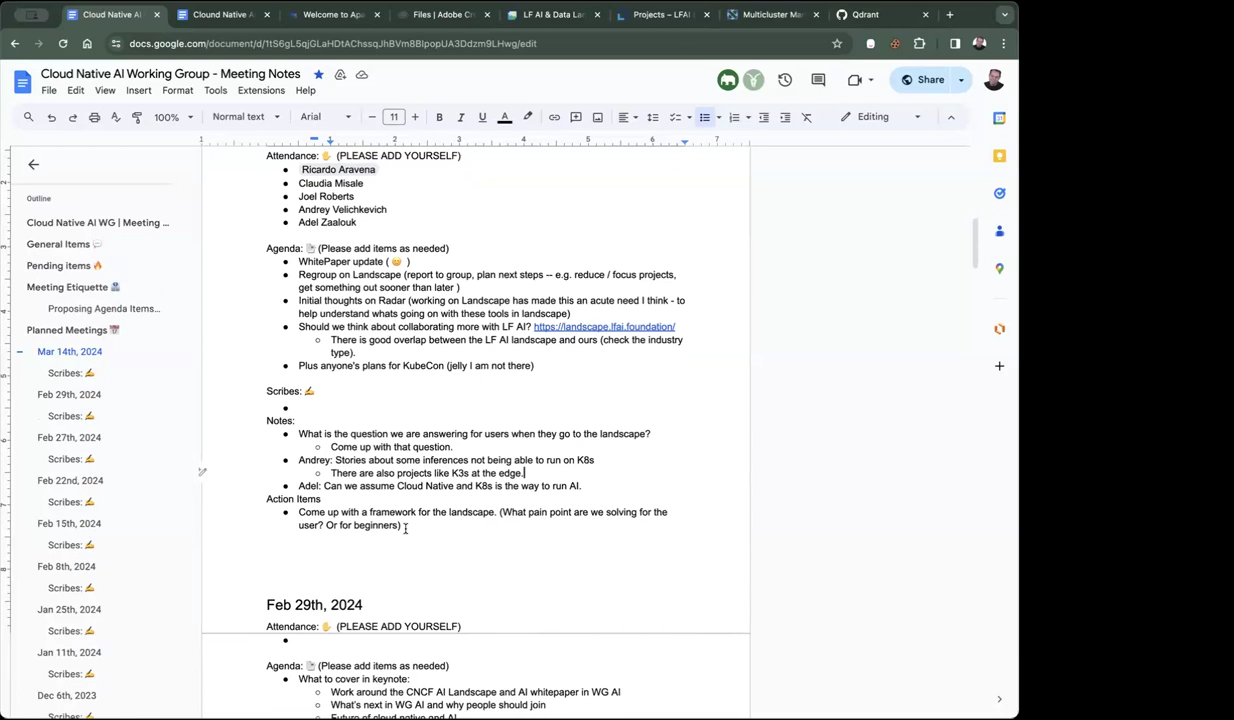 Cloud Native AI
Clound Native A
Welcome to Apa
Files | Adobe Cr
LF AI & Data Lan
Projects – LFAI
Multicluster Ma
Qdrant
docs.google.com/document/d/1tS6gL5qjGLaHDtAChssqJhBVm8BlpopUA3Ddzm9LHwg/edit
Cloud Native AI Working Group - Meeting Notes
Share
File Edit View Insert Format Tools Extensions Help
100% Normal text Arial 11 Editing
1 2 3 4 5 6 7
Outline
Cloud Native AI WG | Meeting ...
General Items 💬
Pending items 🔥
Meeting Etiquette
Proposing Agenda Items...
Planned Meetings 📅
Mar 14th, 2024
Scribes: ✍
Feb 29th, 2024
Scribes: ✍
Feb 27th, 2024
Scribes: ✍
Feb 22nd, 2024
Scribes: ✍
Feb 15th, 2024
Scribes: ✍
Feb 8th, 2024
Scribes: ✍
Jan 25th, 2024
Scribes: ✍
Jan 11th, 2024
Scribes: ✍
Dec 6th, 2023
Scribes: ✍
Attendance: ✋ (PLEASE ADD YOURSELF)
Ricardo Aravena
Claudia Misale
Joel Roberts
Andrey Velichkevich
Adel Zaalouk
Agenda: 📄 (Please add items as needed)
WhitePaper update ( 😊 )
Regroup on Landscape (report to group, plan next steps -- e.g. reduce / focus projects,
get something out sooner than later )
Initial thoughts on Radar (working on Landscape has made this an acute need I think - to
help understand whats going on with these tools in landscape)
Should we think about collaborating more with LF AI? https://landscape.lfai.foundation/
There is good overlap between the LF AI landscape and ours (check the industry
type).
Plus anyone's plans for KubeCon (jelly I am not there)
Scribes: ✍
Notes:
What is the question we are answering for users when they go to the landscape?
Come up with that question.
Andrey: Stories about some inferences not being able to run on K8s
There are also projects like K3s at the edge.
Adel: Can we assume Cloud Native and K8s is the way to run AI.
Action Items
Come up with a framework for the landscape. (What pain point are we solving for the
user? Or for beginners)
Feb 29th, 2024
Attendance: ✋ (PLEASE ADD YOURSELF)
Agenda: 📄 (Please add items as needed)
What to cover in keynote:
Work around the CNCF AI Landscape and AI whitepaper in WG AI
What's next in WG AI and why people should join
Future of cloud native and AI